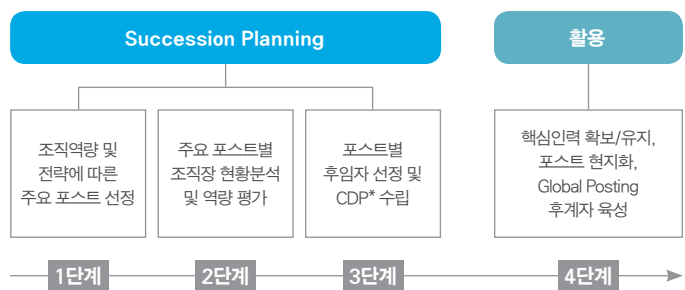 Succession Planning
활용
조직역량 및
전략에 따른
주요 포스트 선정
주요 포스트별
조직장 현황분석
및 역량 평가
포스트별
후임자 선정 및
CDP* 수립
핵심인력 확보/유지,
포스트 현지화,
Global Posting
후계자 육성
1단계
2단계
3단계
4단계